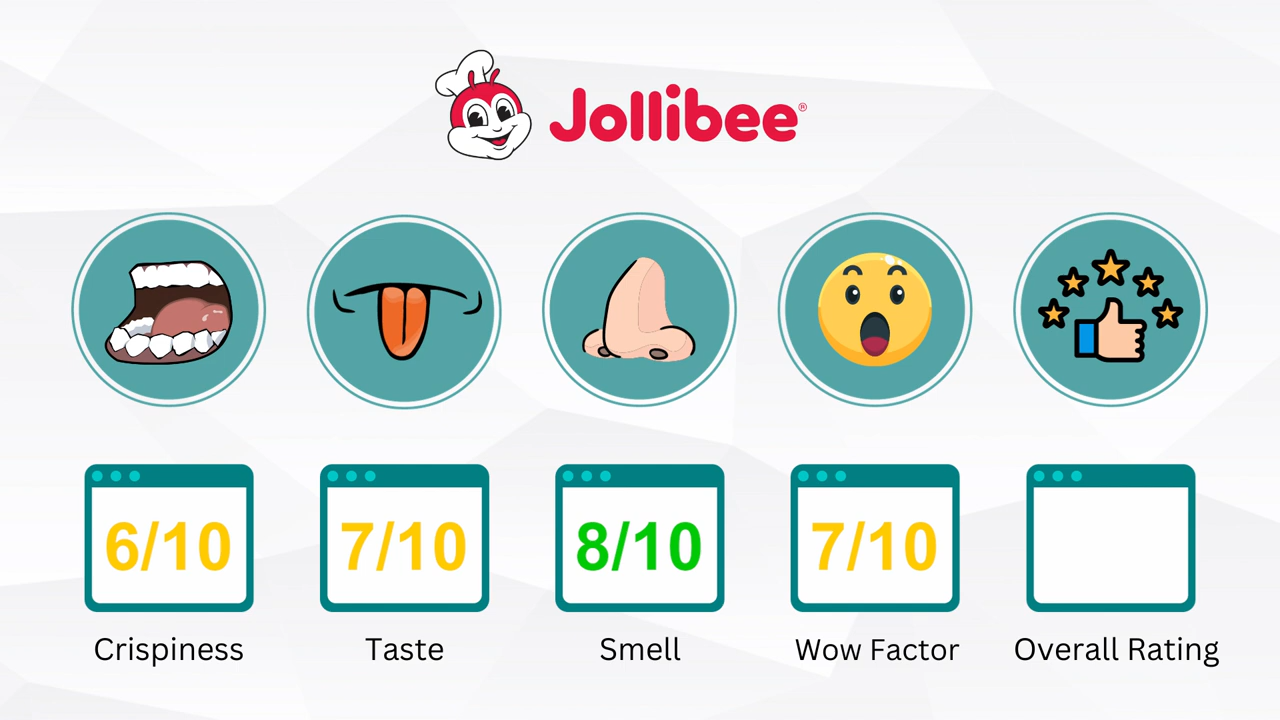 Jollibee®
6/10
7/10
8/10
7/10
Crispiness
Taste
Smell
Wow Factor
Overall Rating